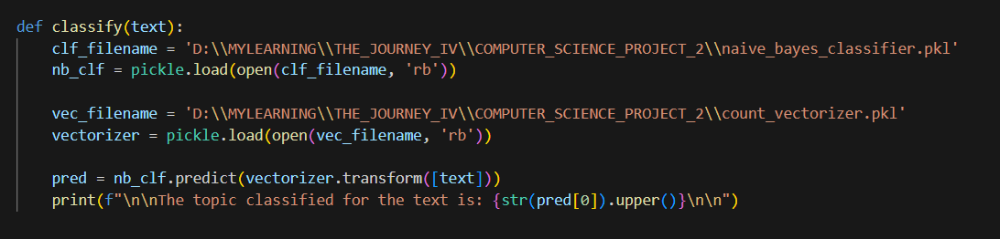 def classify(text):
    clf_filename = 'D:\\MYLEARNING\\THE_JOURNEY_IV\\COMPUTER_SCIENCE_PROJECT_2\\naive_bayes_classifier.pkl'
    nb_clf = pickle.load(open(clf_filename, 'rb'))

    vec_filename = 'D:\\MYLEARNING\\THE_JOURNEY_IV\\COMPUTER_SCIENCE_PROJECT_2\\count_vectorizer.pkl'
    vectorizer = pickle.load(open(vec_filename, 'rb'))

    pred = nb_clf.predict(vectorizer.transform([text]))
    print(f"\n\nThe topic classified for the text is: {str(pred[0]).upper()}\n\n")